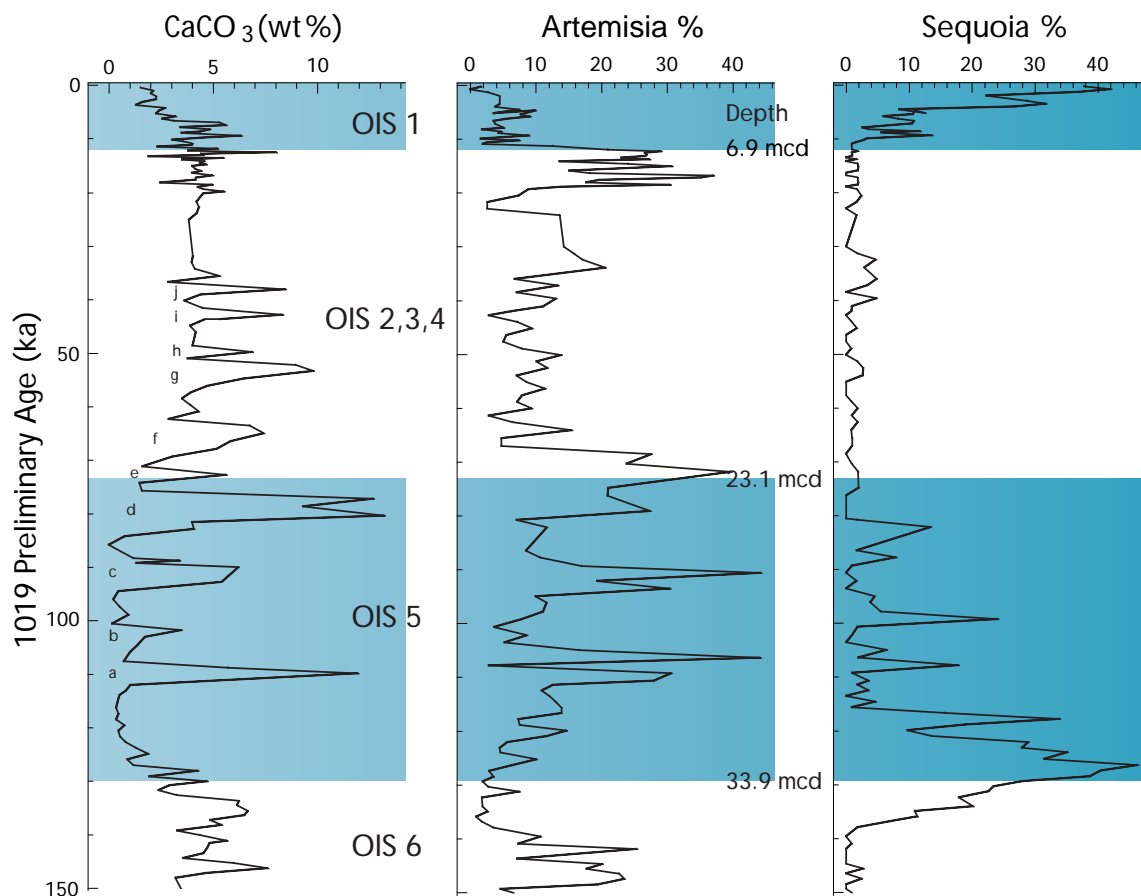 CaCO3 (wt %) Artemisia % Sequoia %
0 5 10 0 10 20 30 40 0 10 20 30 40
0
OIS 1
Depth
6.9 mcd
j
i
OIS 2,3,4
h
50
g
f
e
23.1 mcd
d
c
100
OIS 5
b
a
33.9 mcd
OIS 6
150
1019 Preliminary Age (ka)